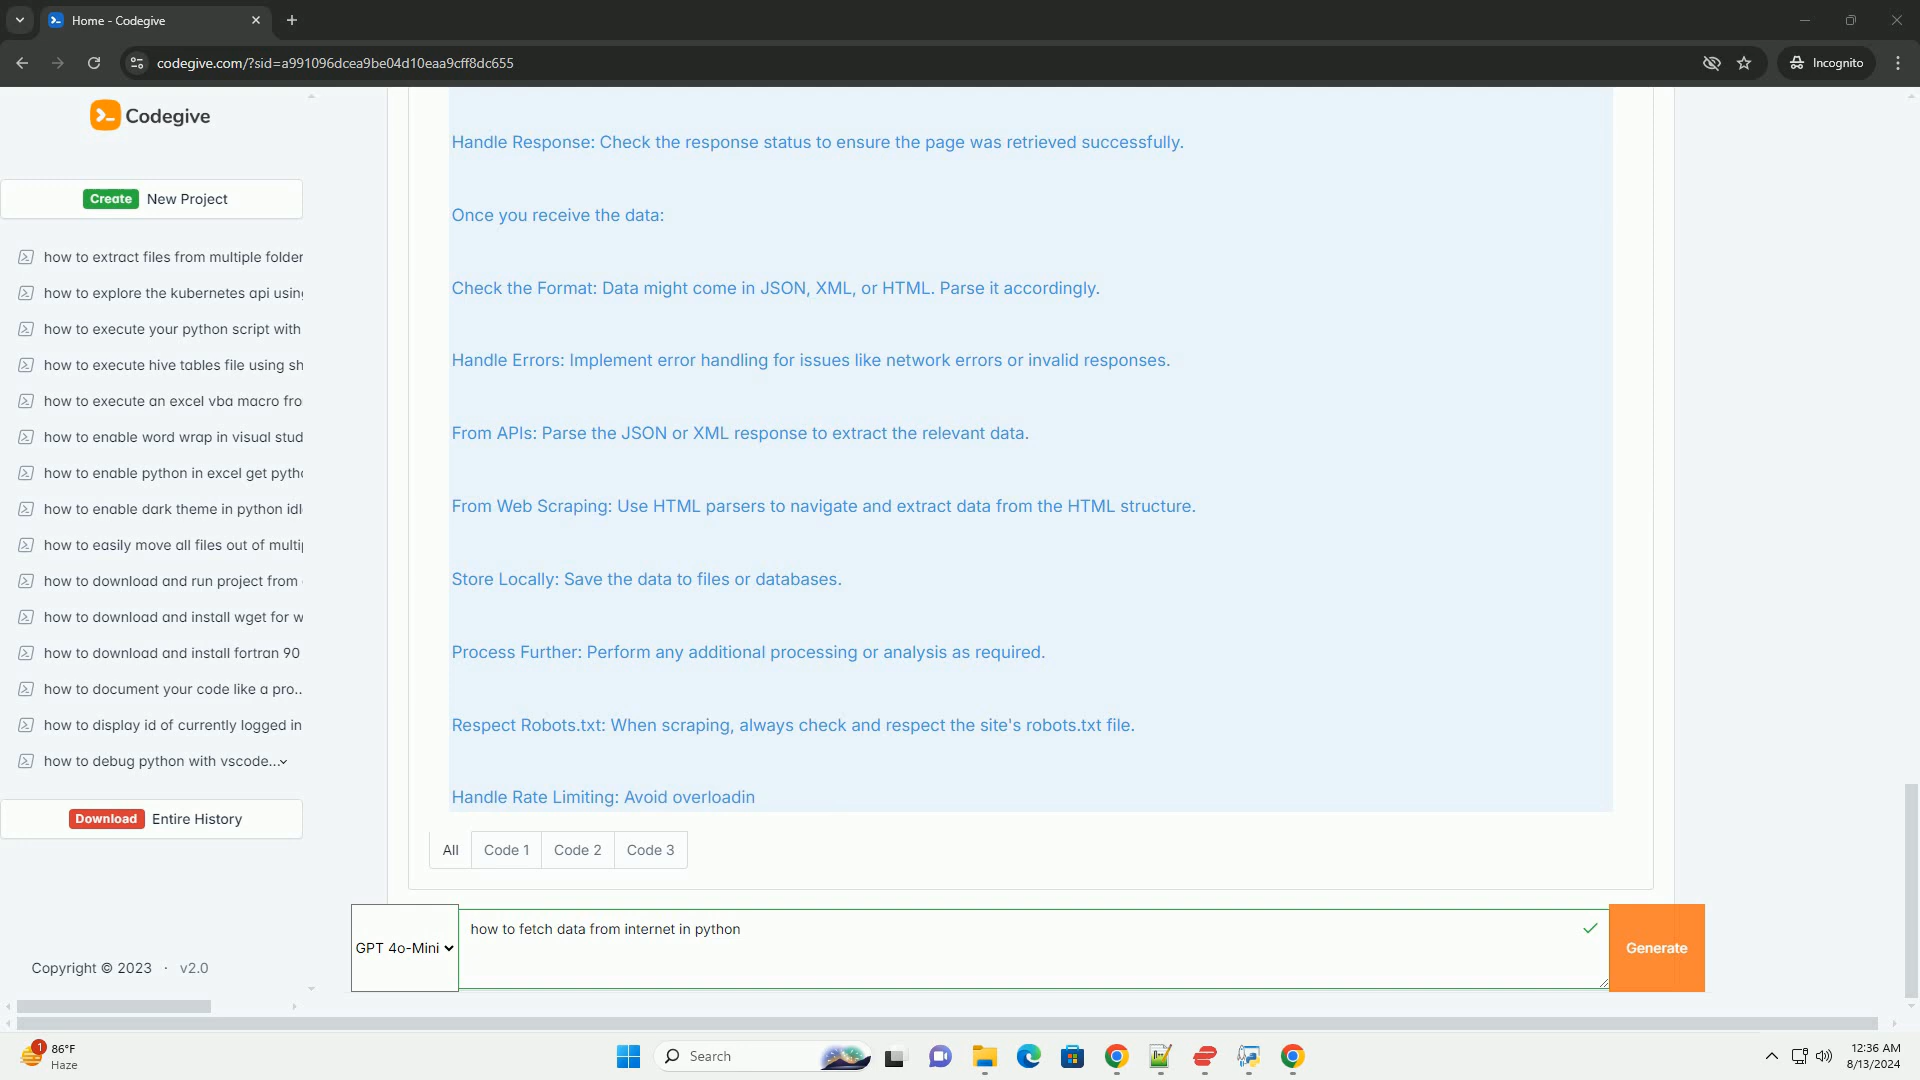 Home - Codegive
codegive.com/?sid=a991096dcea9be04d10eaa9cff8dc655
Incognito
Codegive
Create New Project
how to extract files from multiple folder
how to explore the kubernetes api using
how to execute your python script with
how to execute hive tables file using sh
how to execute an excel vba macro fro
how to enable word wrap in visual stud
how to enable python in excel get pytho
how to enable dark theme in python idl
how to easily move all files out of multip
how to download and run project from
how to download and install wget for w
how to download and install fortran 90
how to document your code like a pro...
how to display id of currently logged in
how to debug python with vscode...
Download Entire History
Copyright © 2023 · v2.0
Handle Response: Check the response status to ensure the page was retrieved successfully.
Once you receive the data:
Check the Format: Data might come in JSON, XML, or HTML. Parse it accordingly.
Handle Errors: Implement error handling for issues like network errors or invalid responses.
From APIs: Parse the JSON or XML response to extract the relevant data.
From Web Scraping: Use HTML parsers to navigate and extract data from the HTML structure.
Store Locally: Save the data to files or databases.
Process Further: Perform any additional processing or analysis as required.
Respect Robots.txt: When scraping, always check and respect the site's robots.txt file.
Handle Rate Limiting: Avoid overloadin
All Code 1 Code 2 Code 3
GPT 4o-Mini
how to fetch data from internet in python
Generate
1
86°F
Haze
Search
12:36 AM
8/13/2024